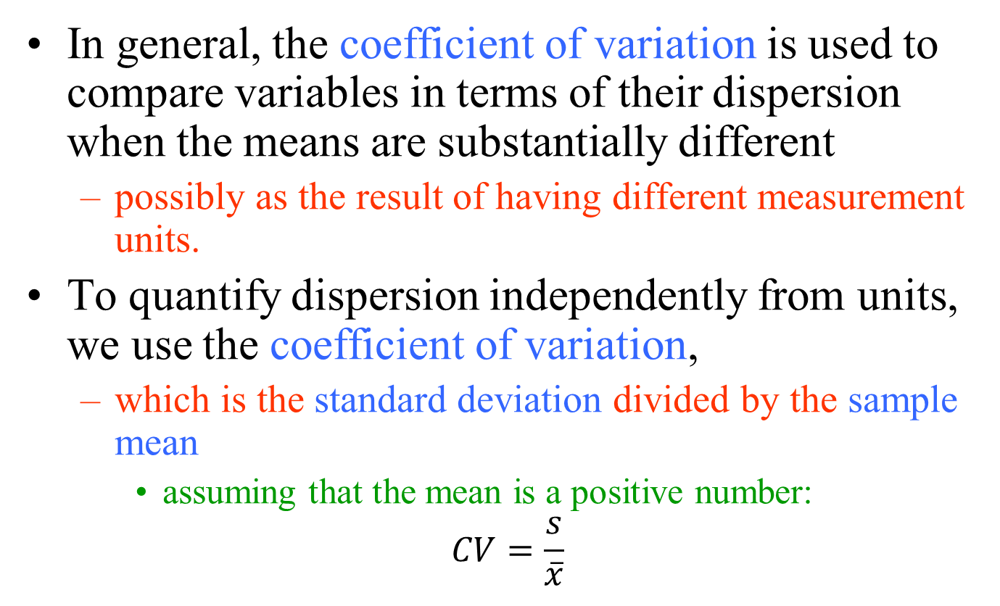 • In general, the coefficient of variation is used to
compare variables in terms of their dispersion
when the means are substantially different
– possibly as the result of having different measurement
units.
• To quantify dispersion independently from units,
we use the coefficient of variation,
– which is the standard deviation divided by the sample
mean
• assuming that the mean is a positive number:
CV = s / x̄